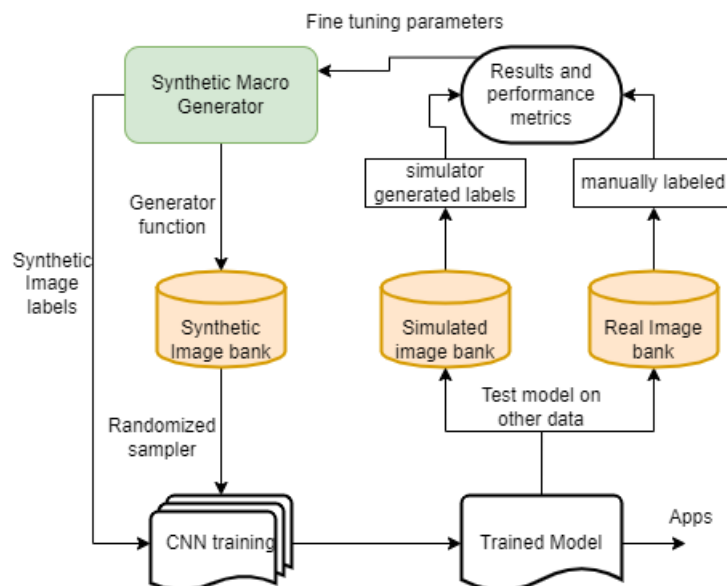 Fine tuning parameters
Synthetic Macro
Generator
Results and
performance
metrics
simulator
generated labels
manually labeled
Generator
function
Synthetic
Image
labels
Synthetic
Image bank
Simulated
image bank
Real Image
bank
Randomized
sampler
Test model on
other data
CNN training
Trained Model
Apps